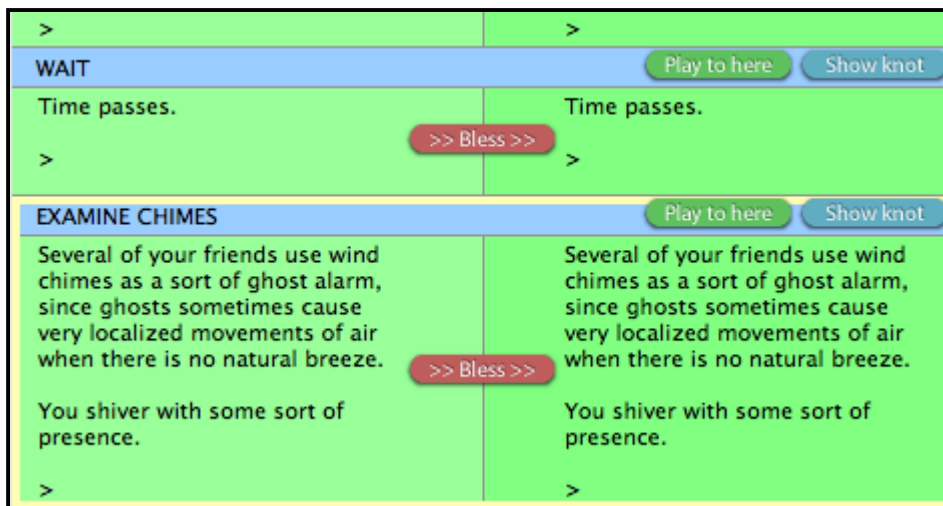 > >
WAIT Play to here Show knot
Time passes. Time passes.
>> Bless >>
> >
EXAMINE CHIMES Play to here Show knot
Several of your friends use wind
chimes as a sort of ghost alarm,
since ghosts sometimes cause
very localized movements of air
when there is no natural breeze.
You shiver with some sort of
presence.
>
>> Bless >>
Several of your friends use wind
chimes as a sort of ghost alarm,
since ghosts sometimes cause
very localized movements of air
when there is no natural breeze.
You shiver with some sort of
presence.
>